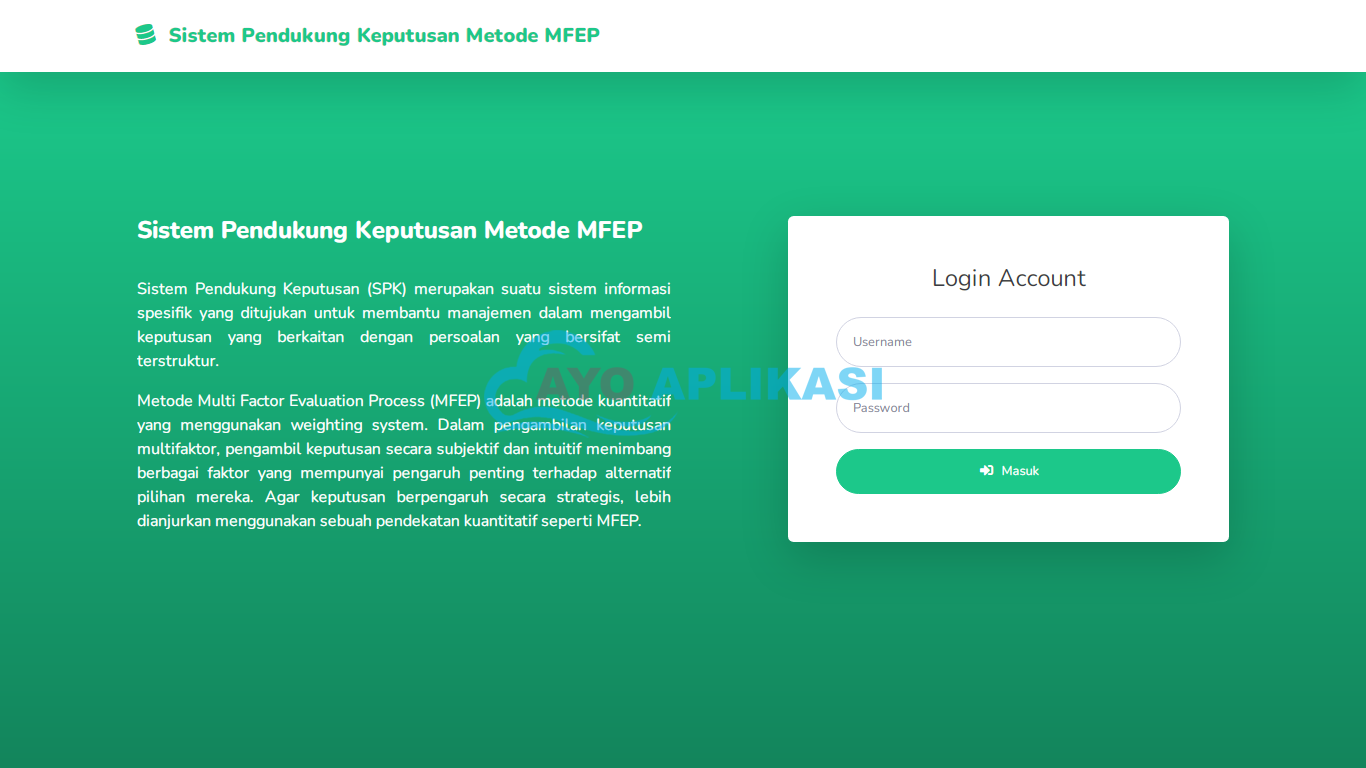 Sistem Pendukung Keputusan Metode MFEP
Sistem Pendukung Keputusan Metode MFEP
Sistem Pendukung Keputusan (SPK) merupakan suatu sistem informasi
spesifik yang ditujukan untuk membantu manajemen dalam mengambil
keputusan yang berkaitan dengan persoalan yang bersifat semi
terstruktur.
Metode Multi Factor Evaluation Process (MFEP) adalah metode kuantitatif
yang menggunakan weighting system. Dalam pengambilan keputusan
multifaktor, pengambil keputusan secara subjektif dan intuitif menimbang
berbagai faktor yang mempunyai pengaruh penting terhadap alternatif
pilihan mereka. Agar keputusan berpengaruh secara strategis, lebih
dianjurkan menggunakan sebuah pendekatan kuantitatif seperti MFEP.
AYO APLIKASI
Login Account
Username
Password
Masuk